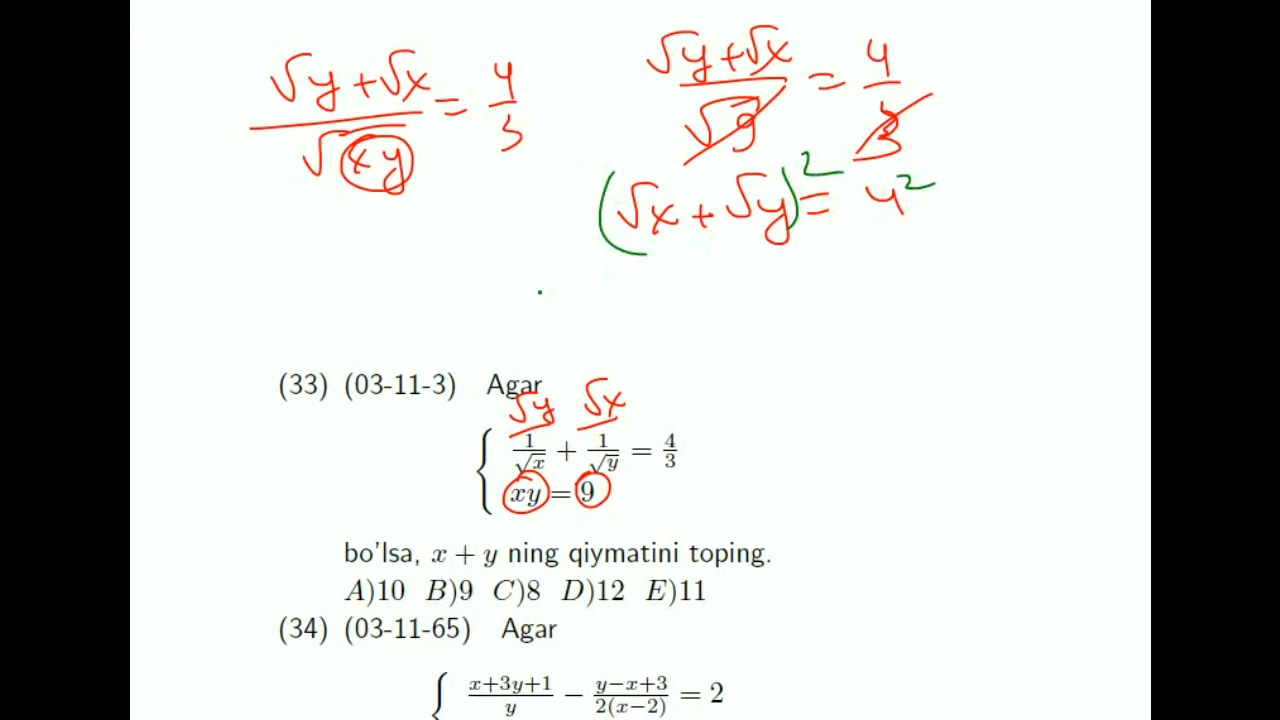 (√y + √x)/√(xy) = 4/3    (√y + √x)/√9 = 4/3
(√x + √y)² = 4²
(33) (03-11-3) Agar
√y √x
{ 1/√x + 1/√y = 4/3
xy = 9
bo'lsa, x + y ning qiymatini toping.
A)10 B)9 C)8 D)12 E)11
(34) (03-11-65) Agar
{ (x+3y+1)/y − (y−x+3)/(2(x−2)) = 2